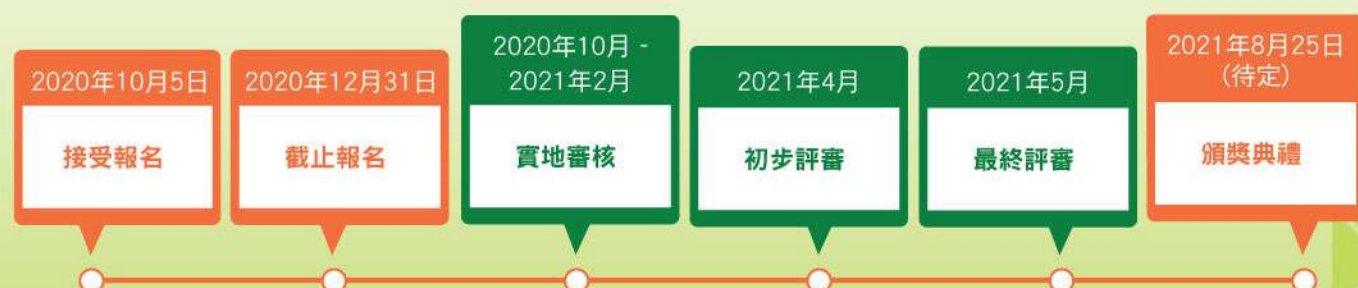 2020年10月5日
接受報名
2020年12月31日
截止報名
2020年10月 -
2021年2月
實地審核
2021年4月
初步評審
2021年5月
最終評審
2021年8月25日
(待定)
頒獎典禮